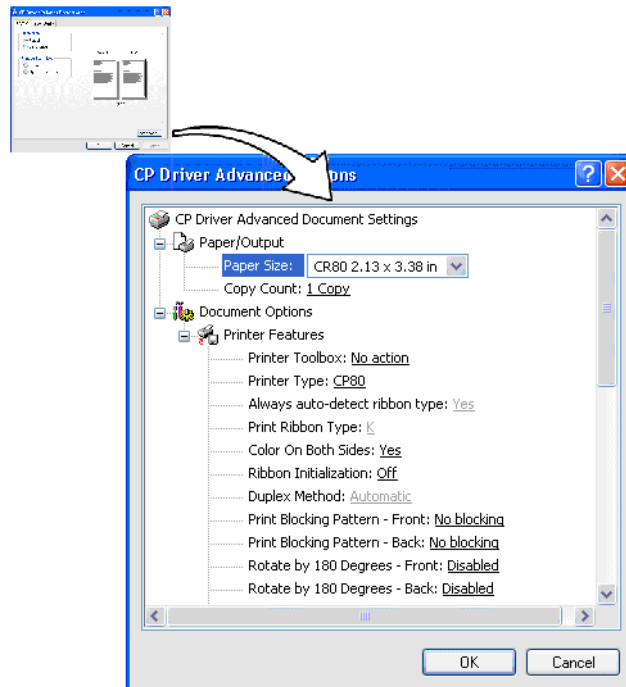 CP Driver Advanced
ons
CP Driver Advanced Document Settings
Paper/Output
Paper Size: CR80 2.13 x 3.38 in
Copy Count: 1 Copy
Document Options
Printer Features
Printer Toolbox: No action
Printer Type: CP80
Always auto-detect ribbon type: Yes
Print Ribbon Type: K
Color On Both Sides: Yes
Ribbon Initialization: Off
Duplex Method: Automatic
Print Blocking Pattern - Front: No blocking
Print Blocking Pattern - Back: No blocking
Rotate by 180 Degrees - Front: Disabled
Rotate by 180 Degrees - Back: Disabled
OK Cancel